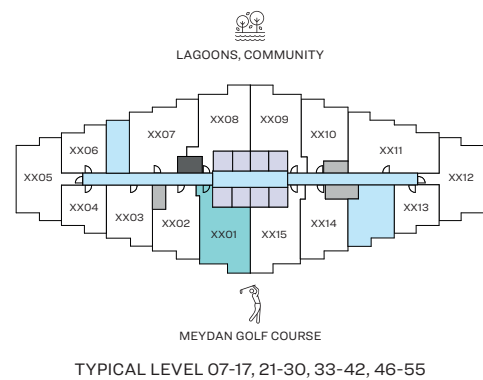 LAGOONS, COMMUNITY
XX08 XX09
XX07 XX10
XX06 XX11
XX05 XX12
XX04 XX03 XX02 XX01 XX15 XX14 XX13
MEYDAN GOLF COURSE
TYPICAL LEVEL 07-17, 21-30, 33-42, 46-55